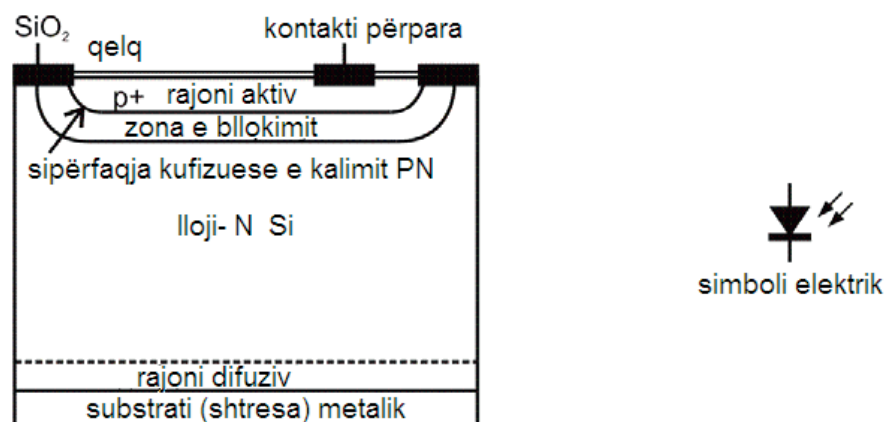 SiO₂
kontakti përpara
qelq
p+ rajoni aktiv
zona e bllokimit
sipërfaqja kufizuese e kalimit PN
lloji- N Si
simboli elektrik
rajoni difuziv
substrati (shtresa) metalik